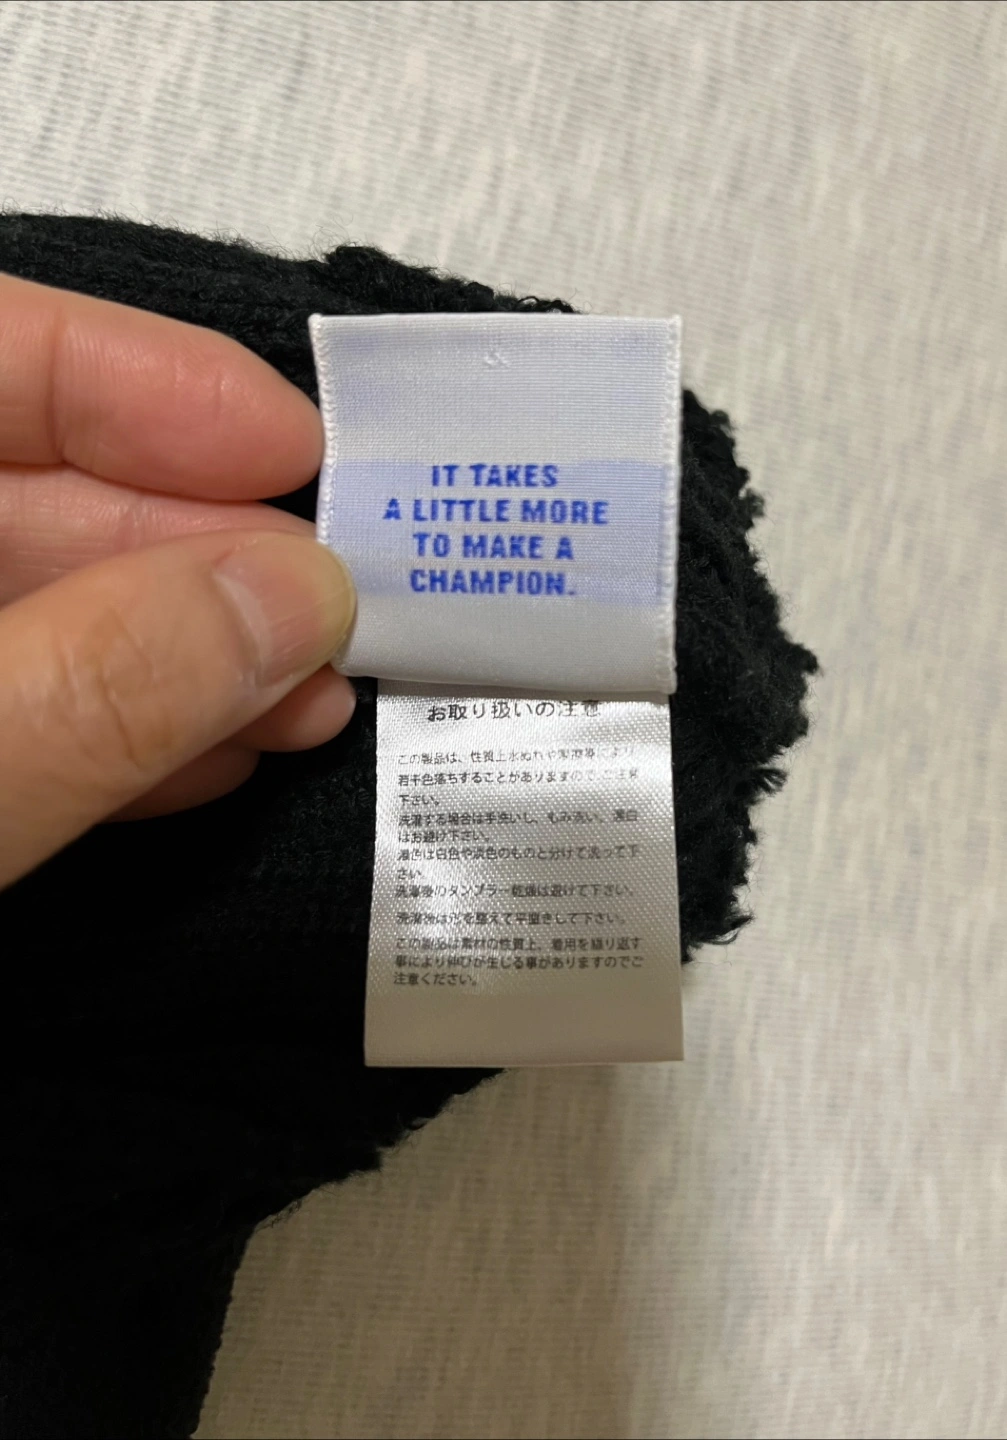 IT TAKES
A LITTLE MORE
TO MAKE A
CHAMPION.
お取り扱いの注意
この製品は、性質上水ぬれや摩擦等により
若干色落ちすることがありますので、ご注意
下さい。
洗濯する場合は手洗いし、もみ洗い、漂白
はお避け下さい。
濃色は白色や淡色のものと分けて洗って下
さい。
洗濯後のタンブラー乾燥は避けて下さい。
洗濯後は形を整えて平置きして下さい。
この製品は素材の性質上、着用を繰り返す
事により伸びが生じる事がありますのでご
注意ください。